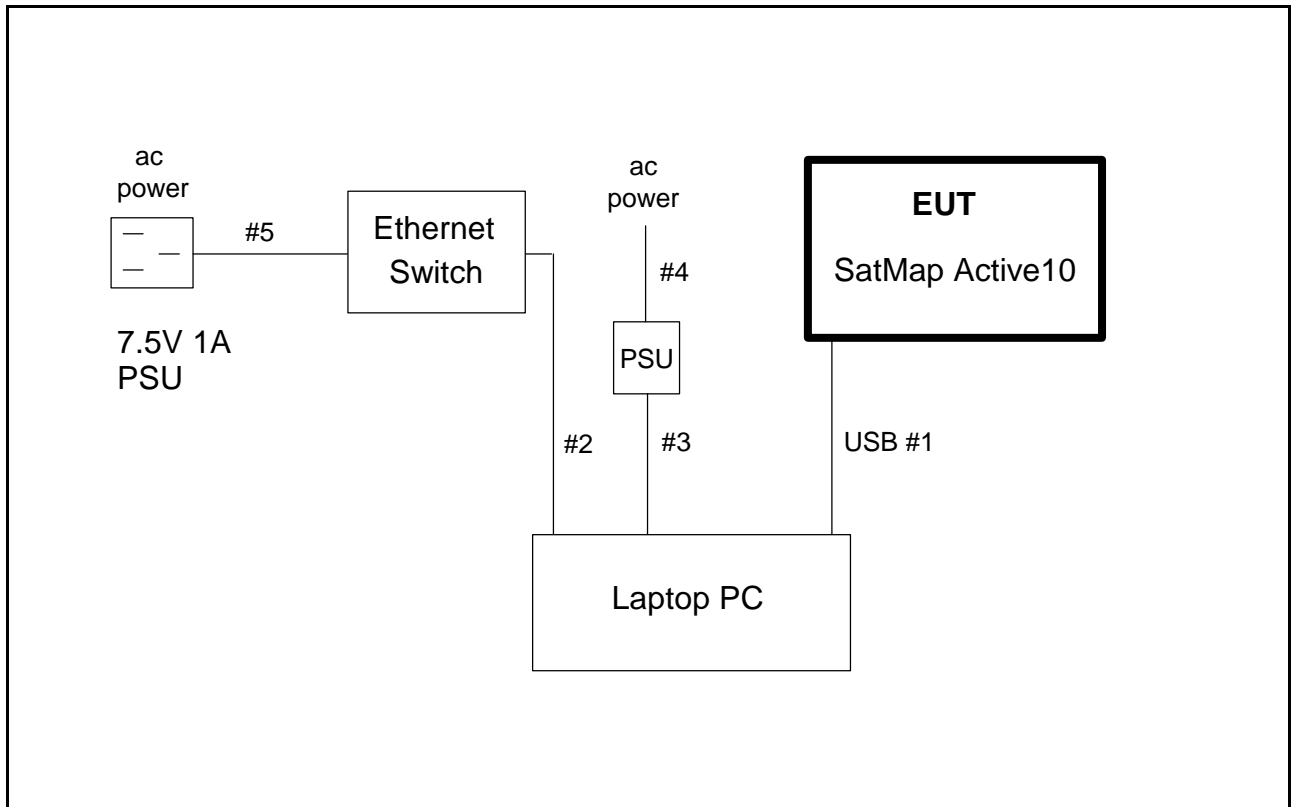 ac
power
#5
7.5V 1A
PSU
Ethernet
Switch
#2
ac
power
#4
PSU
#3
EUT
SatMap Active10
USB #1
Laptop PC